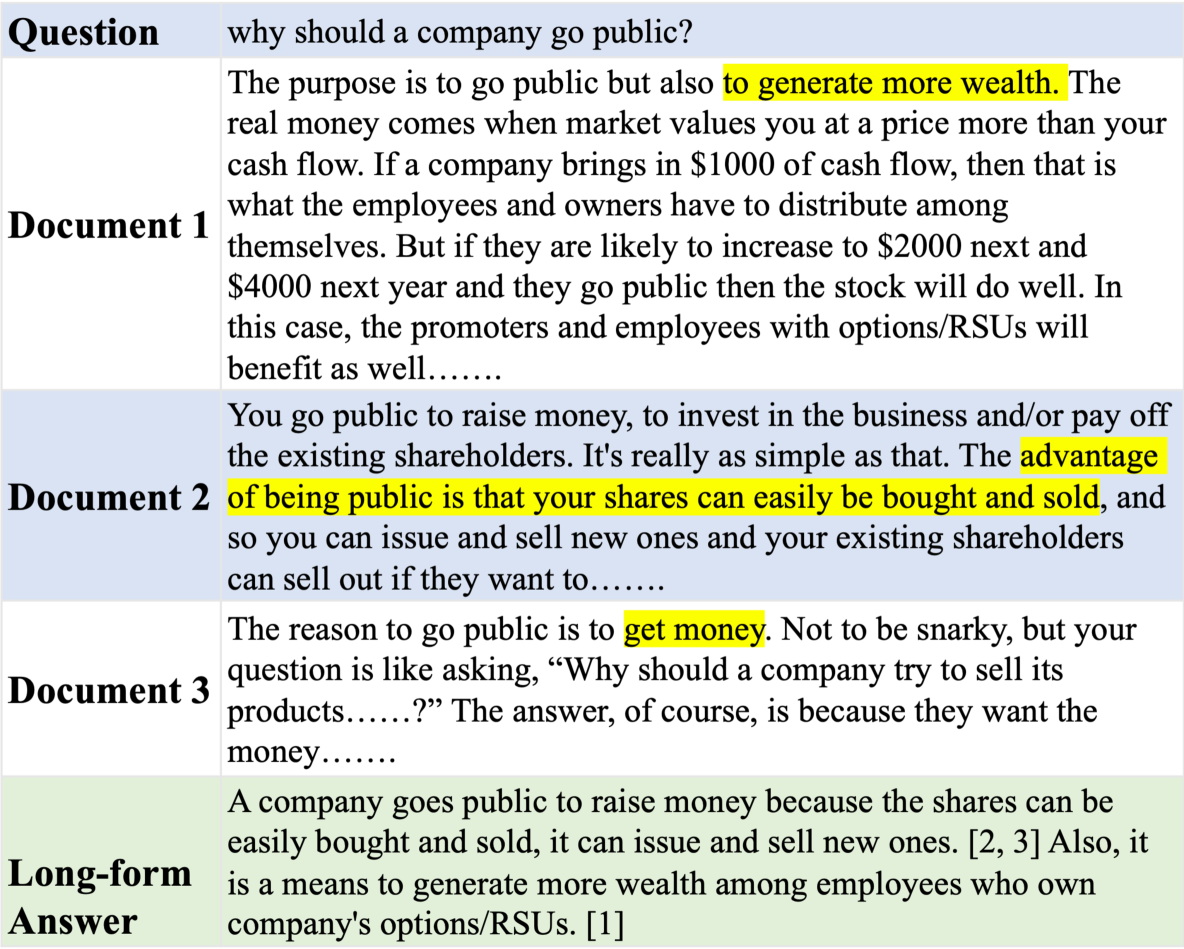 Question why should a company go public?
The purpose is to go public but also to generate more wealth. The
real money comes when market values you at a price more than your
cash flow. If a company brings in $1000 of cash flow, then that is
Document 1 what the employees and owners have to distribute among
themselves. But if they are likely to increase to $2000 next and
$4000 next year and they go public then the stock will do well. In
this case, the promoters and employees with options/RSUs will
benefit as well…….
You go public to raise money, to invest in the business and/or pay off
the existing shareholders. It's really as simple as that. The advantage
Document 2 of being public is that your shares can easily be bought and sold, and
so you can issue and sell new ones and your existing shareholders
can sell out if they want to…….
The reason to go public is to get money. Not to be snarky, but your
question is like asking, “Why should a company try to sell its
Document 3 products……?” The answer, of course, is because they want the
money…….
A company goes public to raise money because the shares can be
easily bought and sold, it can issue and sell new ones. [2, 3] Also, it
Long-form is a means to generate more wealth among employees who own
Answer company's options/RSUs. [1]